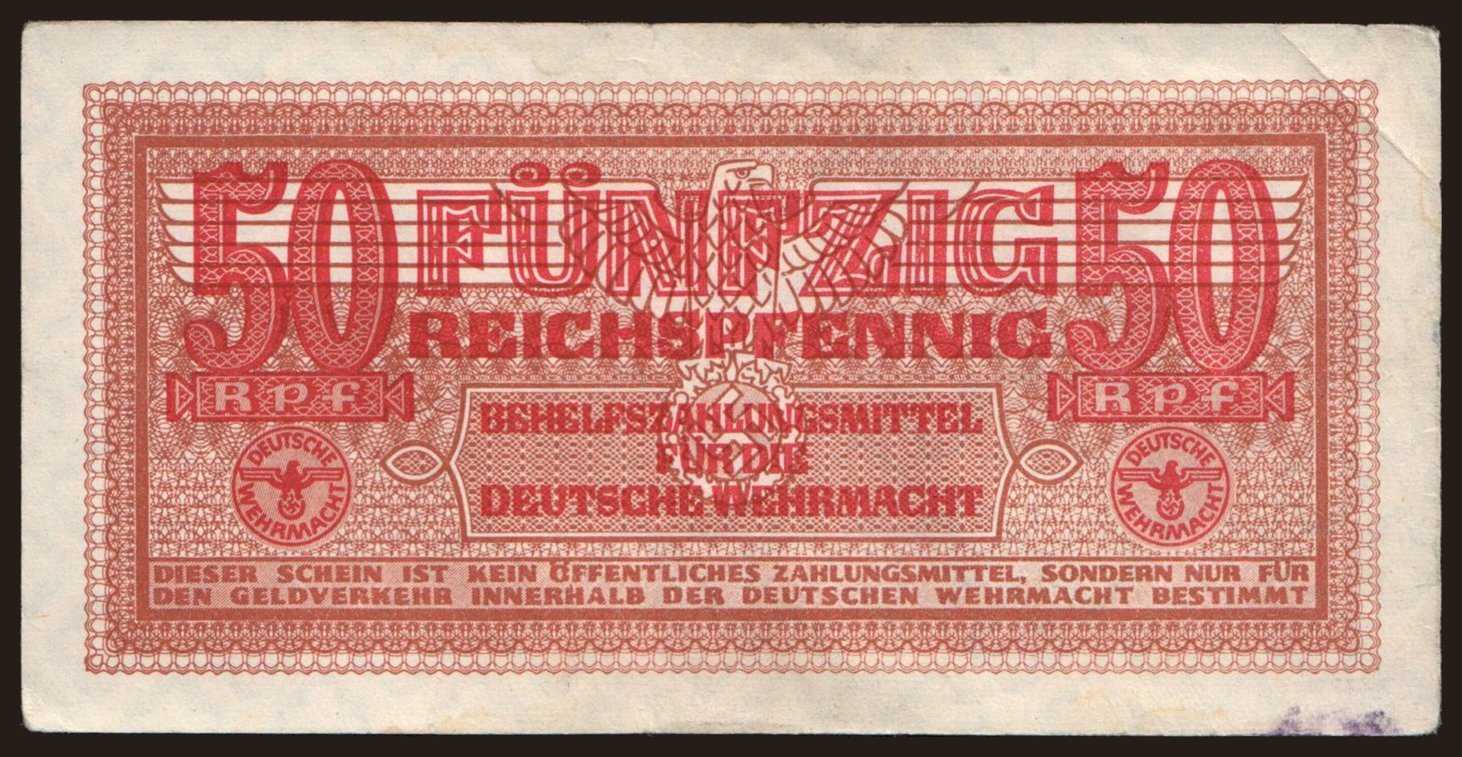 50 FÜNFZIG 50
REICHSPFENNIG
Rpf Rpf
BEHELFSZAHLUNGSMITTEL
FÜR DIE
DEUTSCHE WEHRMACHT
DEUTSCHE WEHRMACHT
DEUTSCHE WEHRMACHT
DIESER SCHEIN IST KEIN ÖFFENTLICHES ZAHLUNGSMITTEL, SONDERN NUR FÜR
DEN GELDVERKEHR INNERHALB DER DEUTSCHEN WEHRMACHT BESTIMMT